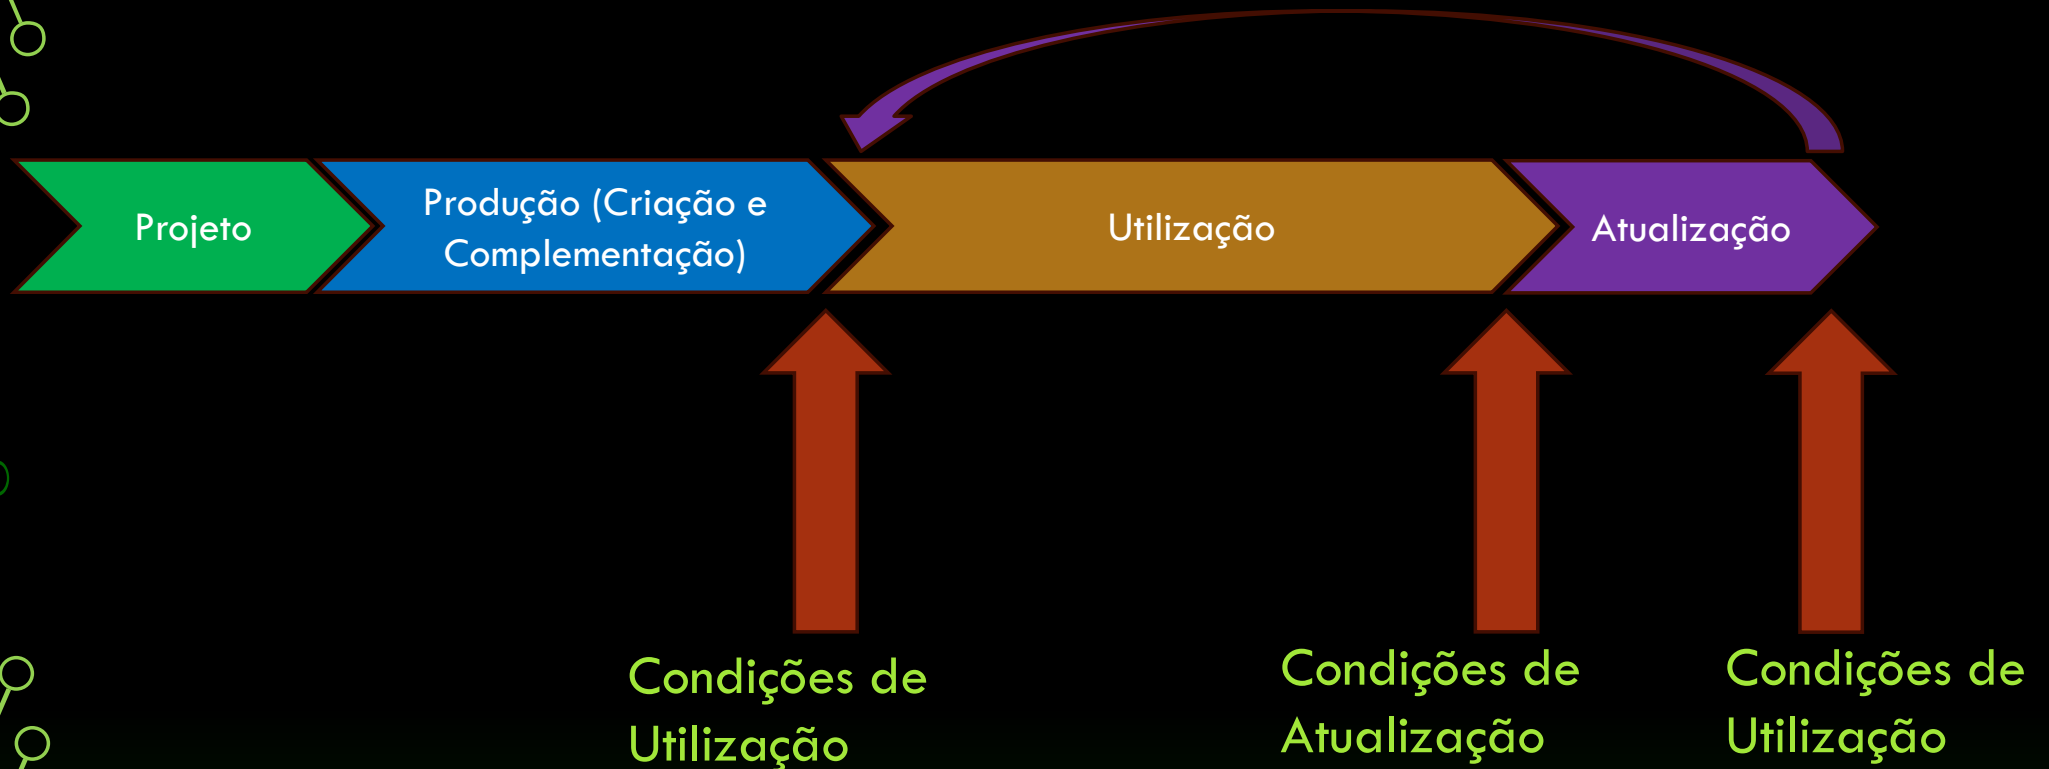 Projeto
Produção (Criação e
Complementação)
Utilização
Atualização
Condições de
Utilização
Condições de
Atualização
Condições de
Utilização